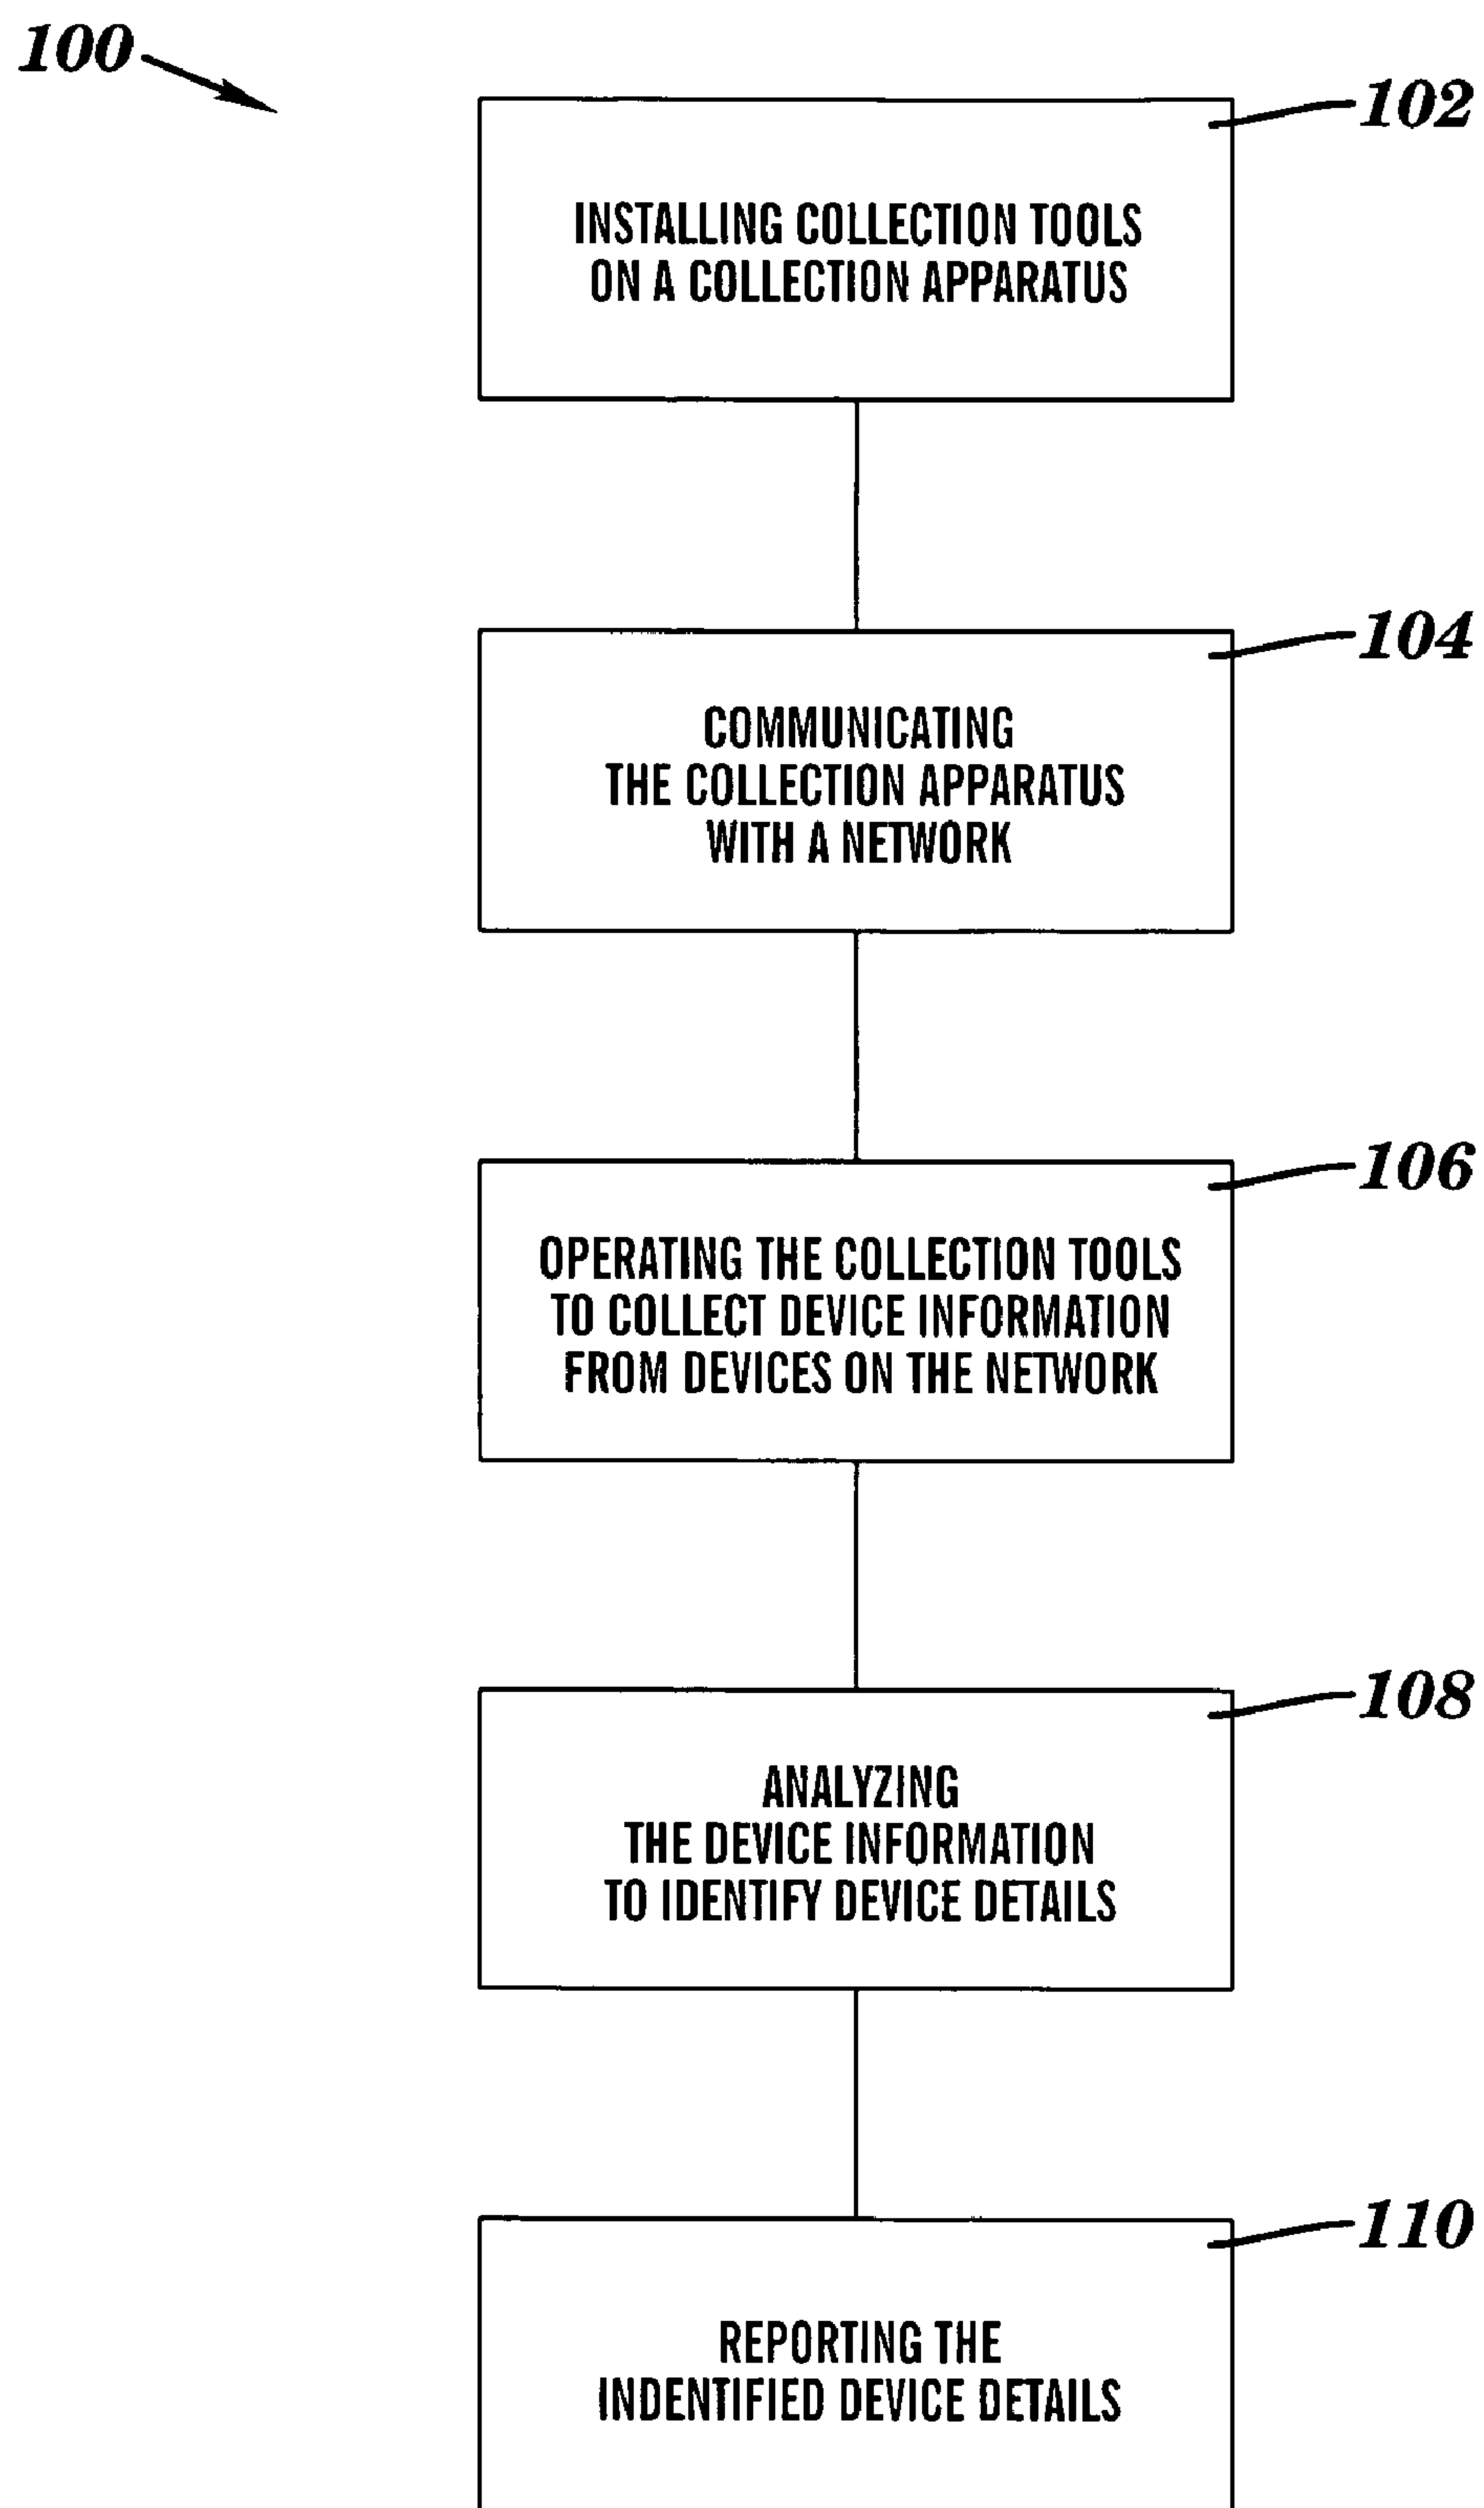 100
102
INSTALLING COLLECTION TOOLS
ON A COLLECTION APPARATUS
104
COMMUNICATING
THE COLLECTION APPARATUS
WITH A NETWORK
106
OPERATING THE COLLECTION TOOLS
TO COLLECT DEVICE INFORMATION
FROM DEVICES ON THE NETWORK
108
ANALYZING
THE DEVICE INFORMATION
TO IDENTIFY DEVICE DETAILS
110
REPORTING THE
INDENTIFIED DEVICE DETAILS